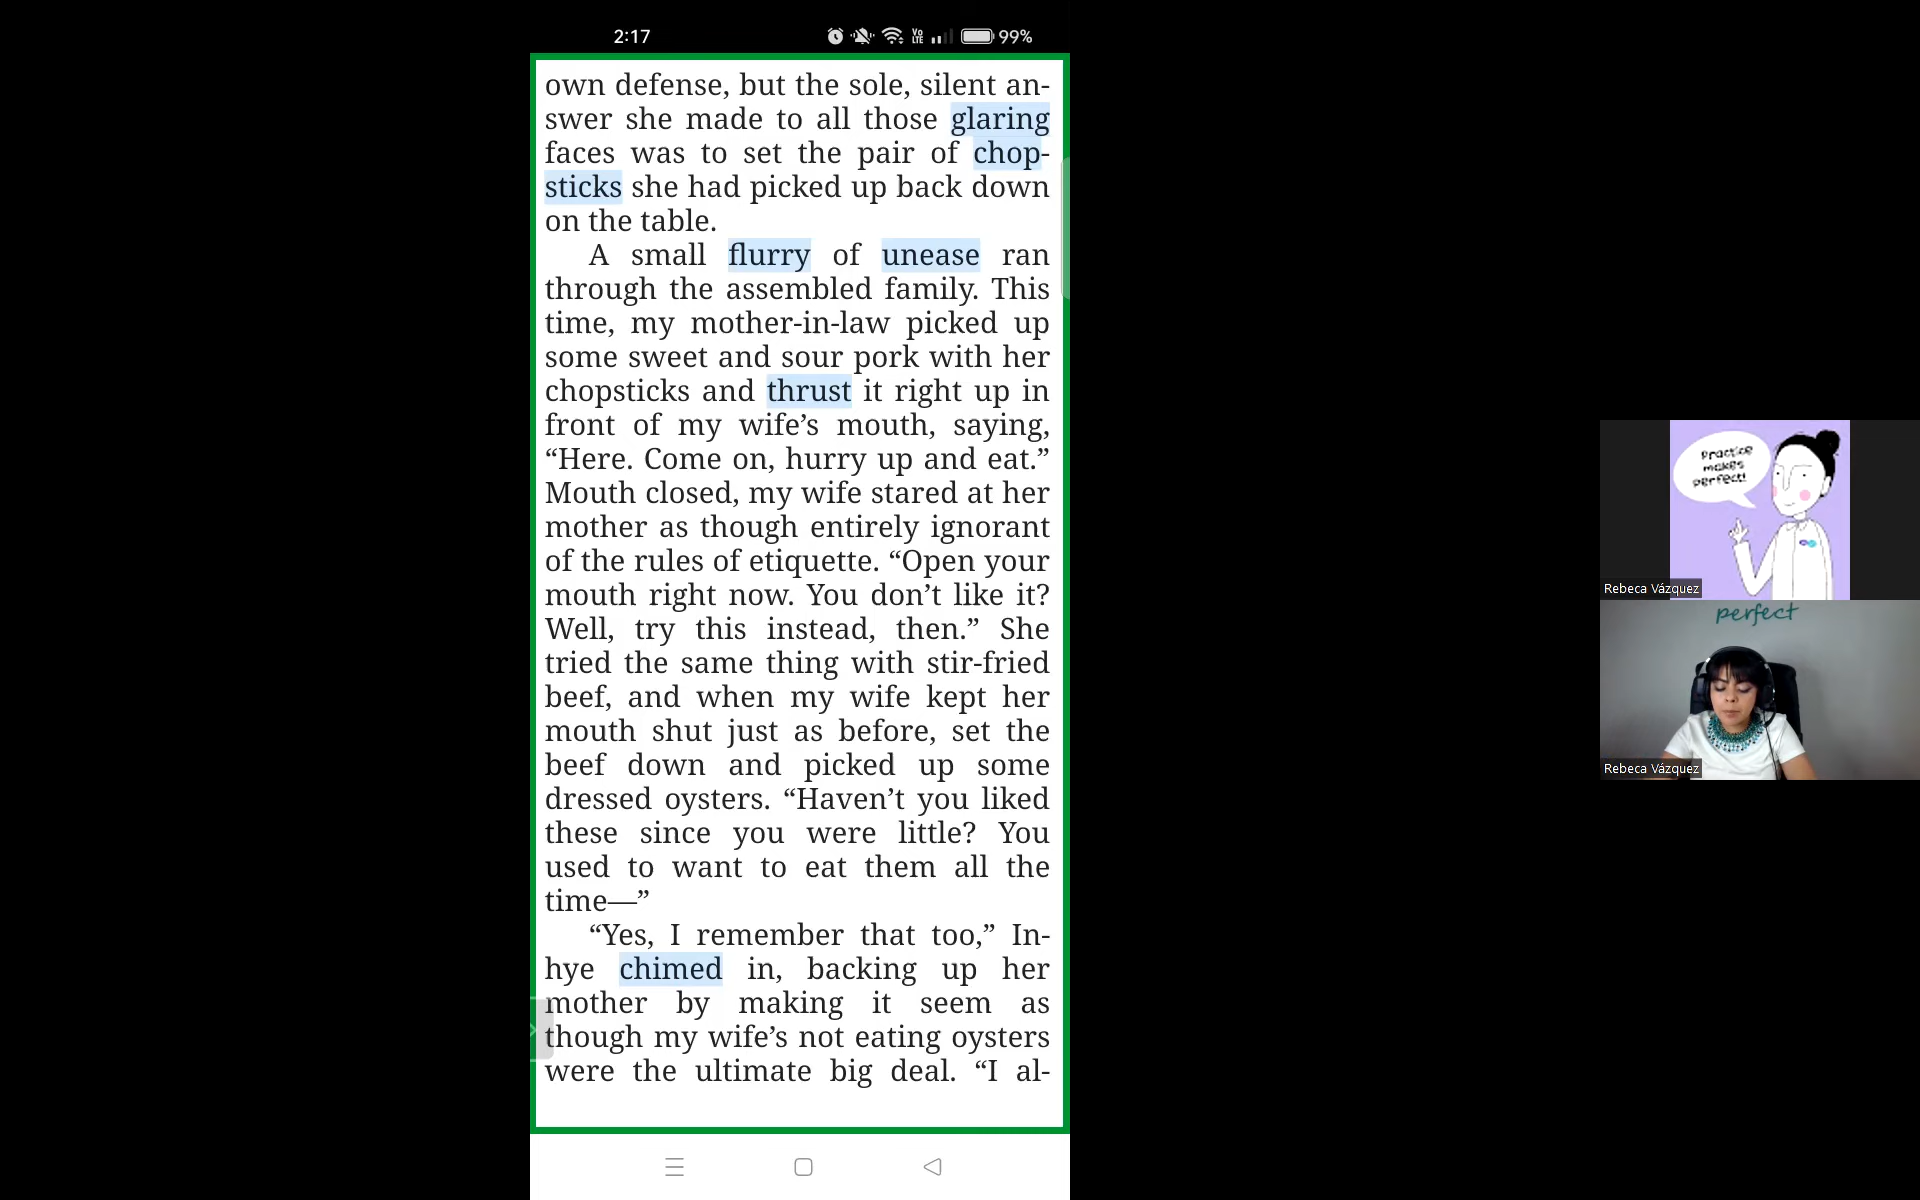 2:17
Vo LTE
99%
own defense, but the sole, silent an-
swer she made to all those glaring
faces was to set the pair of chop-
sticks she had picked up back down
on the table.
A small flurry of unease ran
through the assembled family. This
time, my mother-in-law picked up
some sweet and sour pork with her
chopsticks and thrust it right up in
front of my wife’s mouth, saying,
“Here. Come on, hurry up and eat.”
Mouth closed, my wife stared at her
mother as though entirely ignorant
of the rules of etiquette. “Open your
mouth right now. You don’t like it?
Well, try this instead, then.” She
tried the same thing with stir-fried
beef, and when my wife kept her
mouth shut just as before, set the
beef down and picked up some
dressed oysters. “Haven’t you liked
these since you were little? You
used to want to eat them all the
time—”
“Yes, I remember that too,” In-
hye chimed in, backing up her
mother by making it seem as
though my wife’s not eating oysters
were the ultimate big deal. “I al-
Practice
makes
perfect!
Rebeca Vázquez
perfect
Rebeca Vázquez